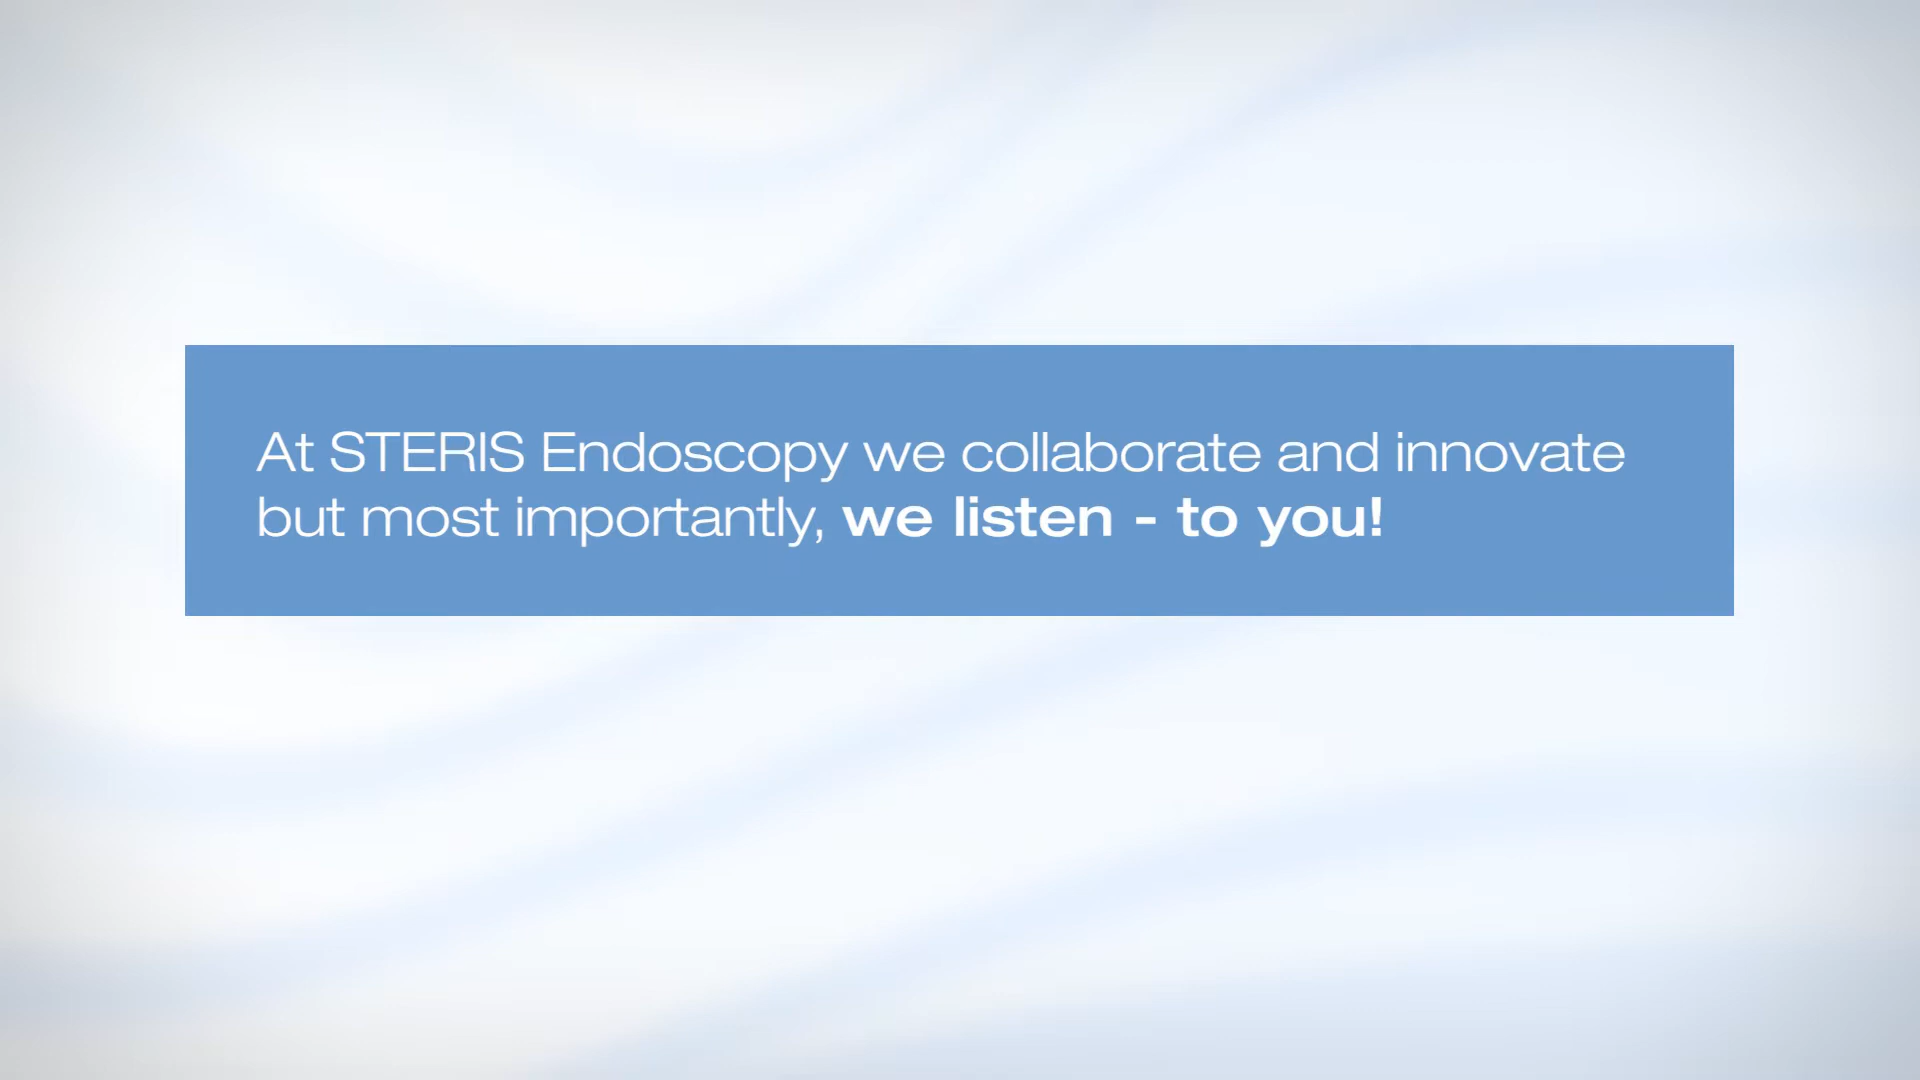 At STERIS Endoscopy we collaborate and innovate
but most importantly, we listen - to you!